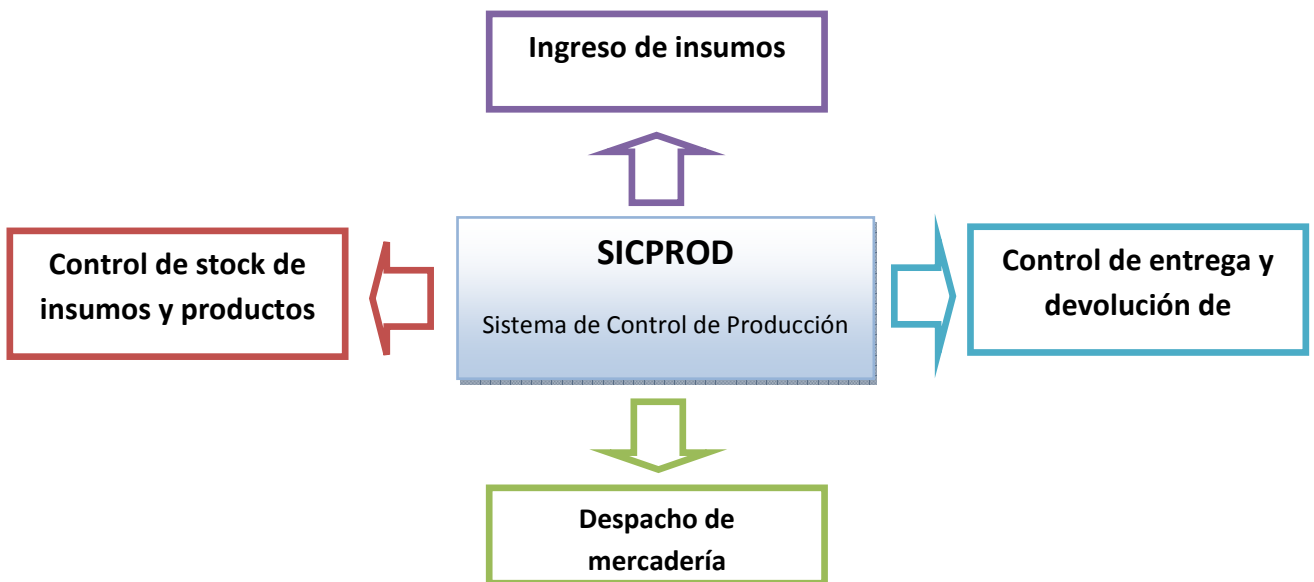 Ingreso de insumos
Control de stock de
insumos y productos
SICPROD
Sistema de Control de Producción
Control de entrega y
devolución de
Despacho de
mercadería